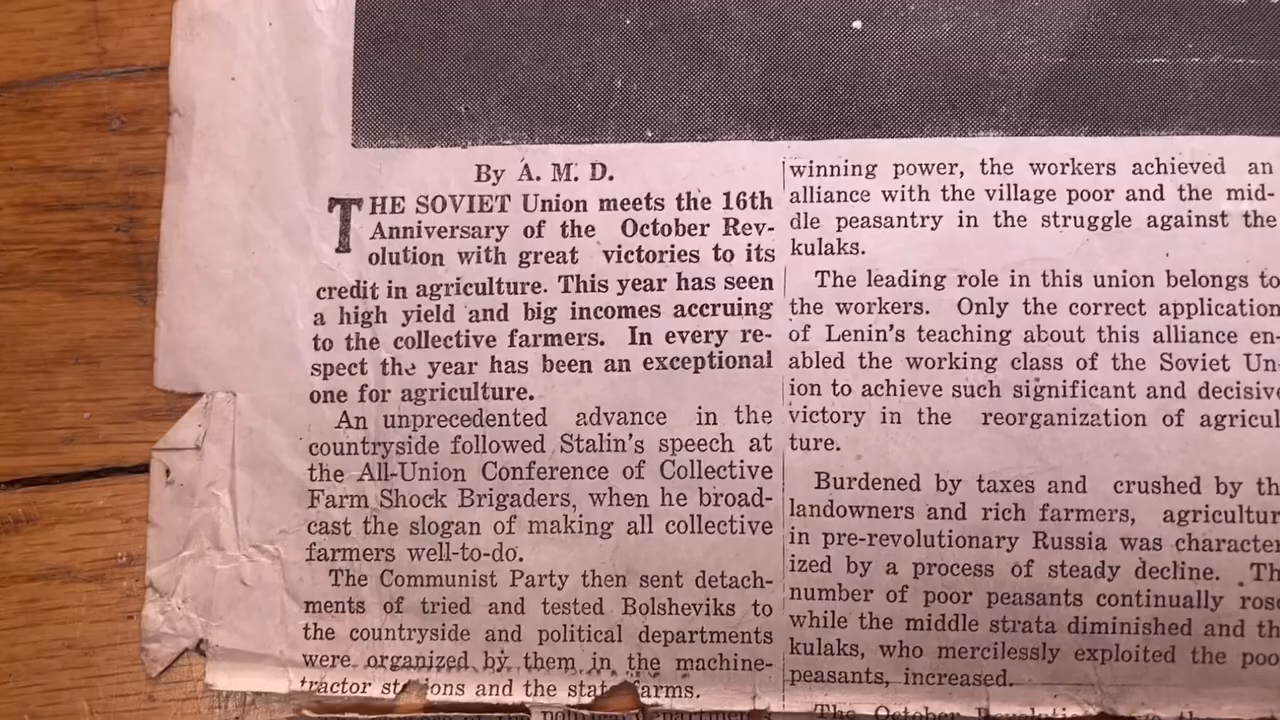 By A. M. D.
THE SOVIET Union meets the 16th
Anniversary of the October Rev-
olution with great victories to its
credit in agriculture. This year has seen
a high yield and big incomes accruing
to the collective farmers. In every re-
spect the year has been an exceptional
one for agriculture.
An unprecedented advance in the
countryside followed Stalin's speech at
the All-Union Conference of Collective
Farm Shock Brigaders, when he broad-
cast the slogan of making all collective
farmers well-to-do.
The Communist Party then sent detach-
ments of tried and tested Bolsheviks to
the countryside and political departments
were organized by them in the machine-
tractor stations and the state farms.
winning power, the workers achieved an
alliance with the village poor and the mid-
dle peasantry in the struggle against the
kulaks.
The leading role in this union belongs to
the workers. Only the correct application
of Lenin's teaching about this alliance en-
abled the working class of the Soviet Un-
ion to achieve such significant and decisive
victory in the reorganization of agricul
ture.
Burdened by taxes and crushed by th
landowners and rich farmers, agricultur
in pre-revolutionary Russia was character
ized by a process of steady decline. Th
number of poor peasants continually rose
while the middle strata diminished and th
kulaks, who mercilessly exploited the poo
peasants, increased.
The October Revolution